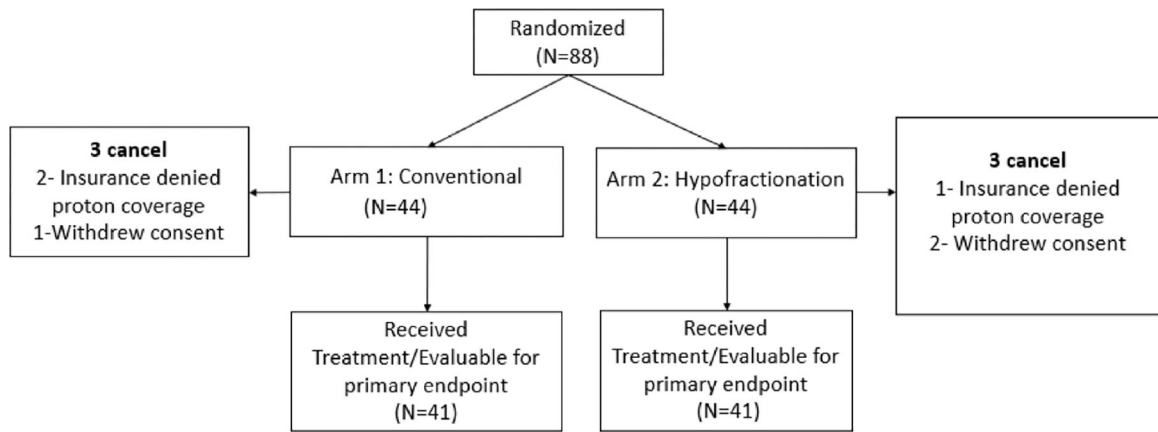 Randomized
(N=88)
3 cancel
2- Insurance denied
proton coverage
1-Withdrew consent
Arm 1: Conventional
(N=44)
Arm 2: Hypofractionation
(N=44)
3 cancel
1- Insurance denied
proton coverage
2- Withdrew consent
Received
Treatment/Evaluable for
primary endpoint
(N=41)
Received
Treatment/Evaluable for
primary endpoint
(N=41)